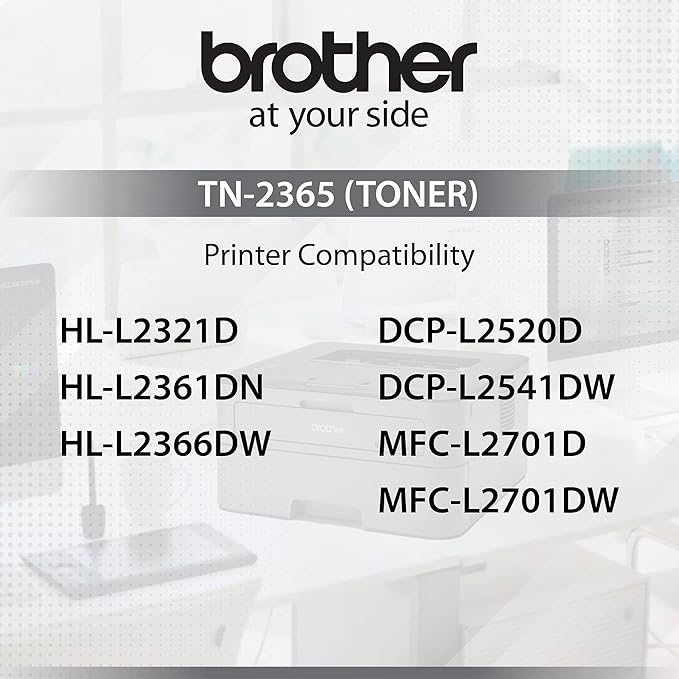 brother
at your side
TN-2365 (TONER)
Printer Compatibility
HL-L2321D
HL-L2361DN
HL-L2366DW
DCP-L2520D
DCP-L2541DW
MFC-L2701D
MFC-L2701DW
brother